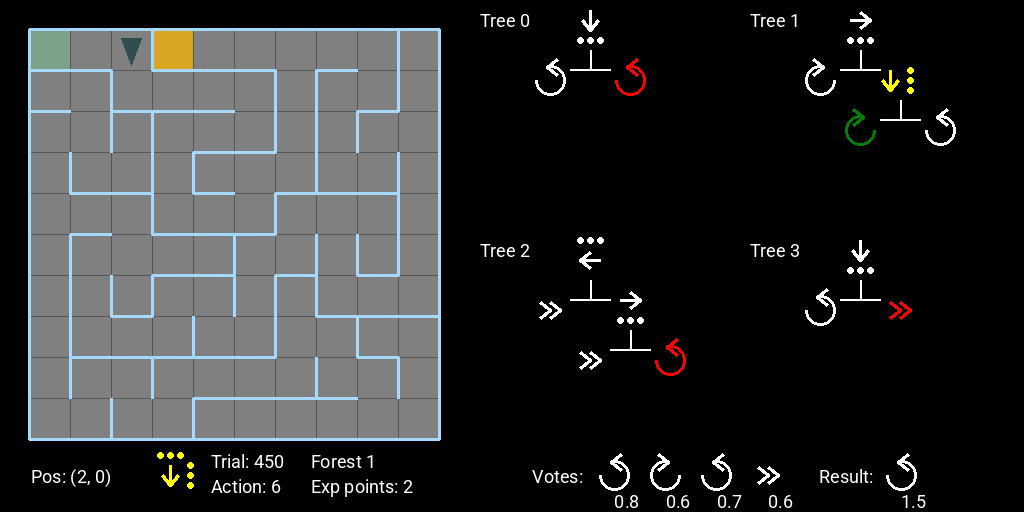 Tree 0
Tree 1
Tree 2
Tree 3
Pos: (2, 0)
Trial: 450
Forest 1
Action: 6
Exp points: 2
Votes:
Result:
0.8
0.6
0.7
0.6
1.5